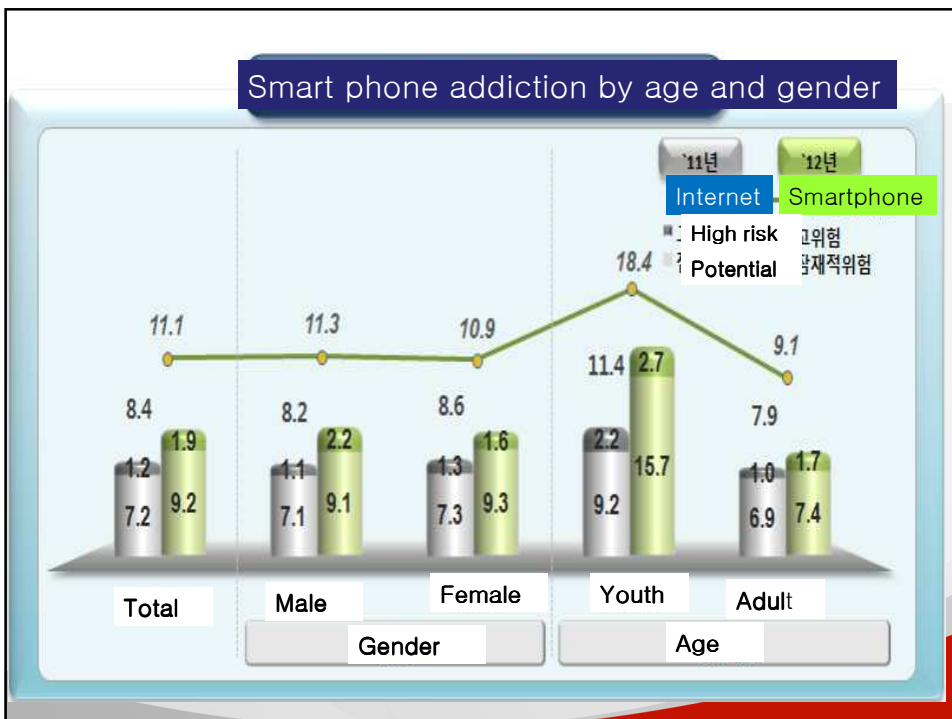 Smart phone addiction by age and gender
`11년 `12년
Internet Smartphone
High risk 고위험
Potential 잠재적위험
18.4
11.1 11.3 10.9 9.1
11.4 2.7
8.4 8.2 8.6 7.9
1.9 2.2 1.6 2.2 15.7 1.7
1.2 1.1 1.3 1.0
7.2 9.2 7.1 9.1 7.3 9.3 9.2 6.9 7.4
Total Male Female Youth Adult
Gender Age